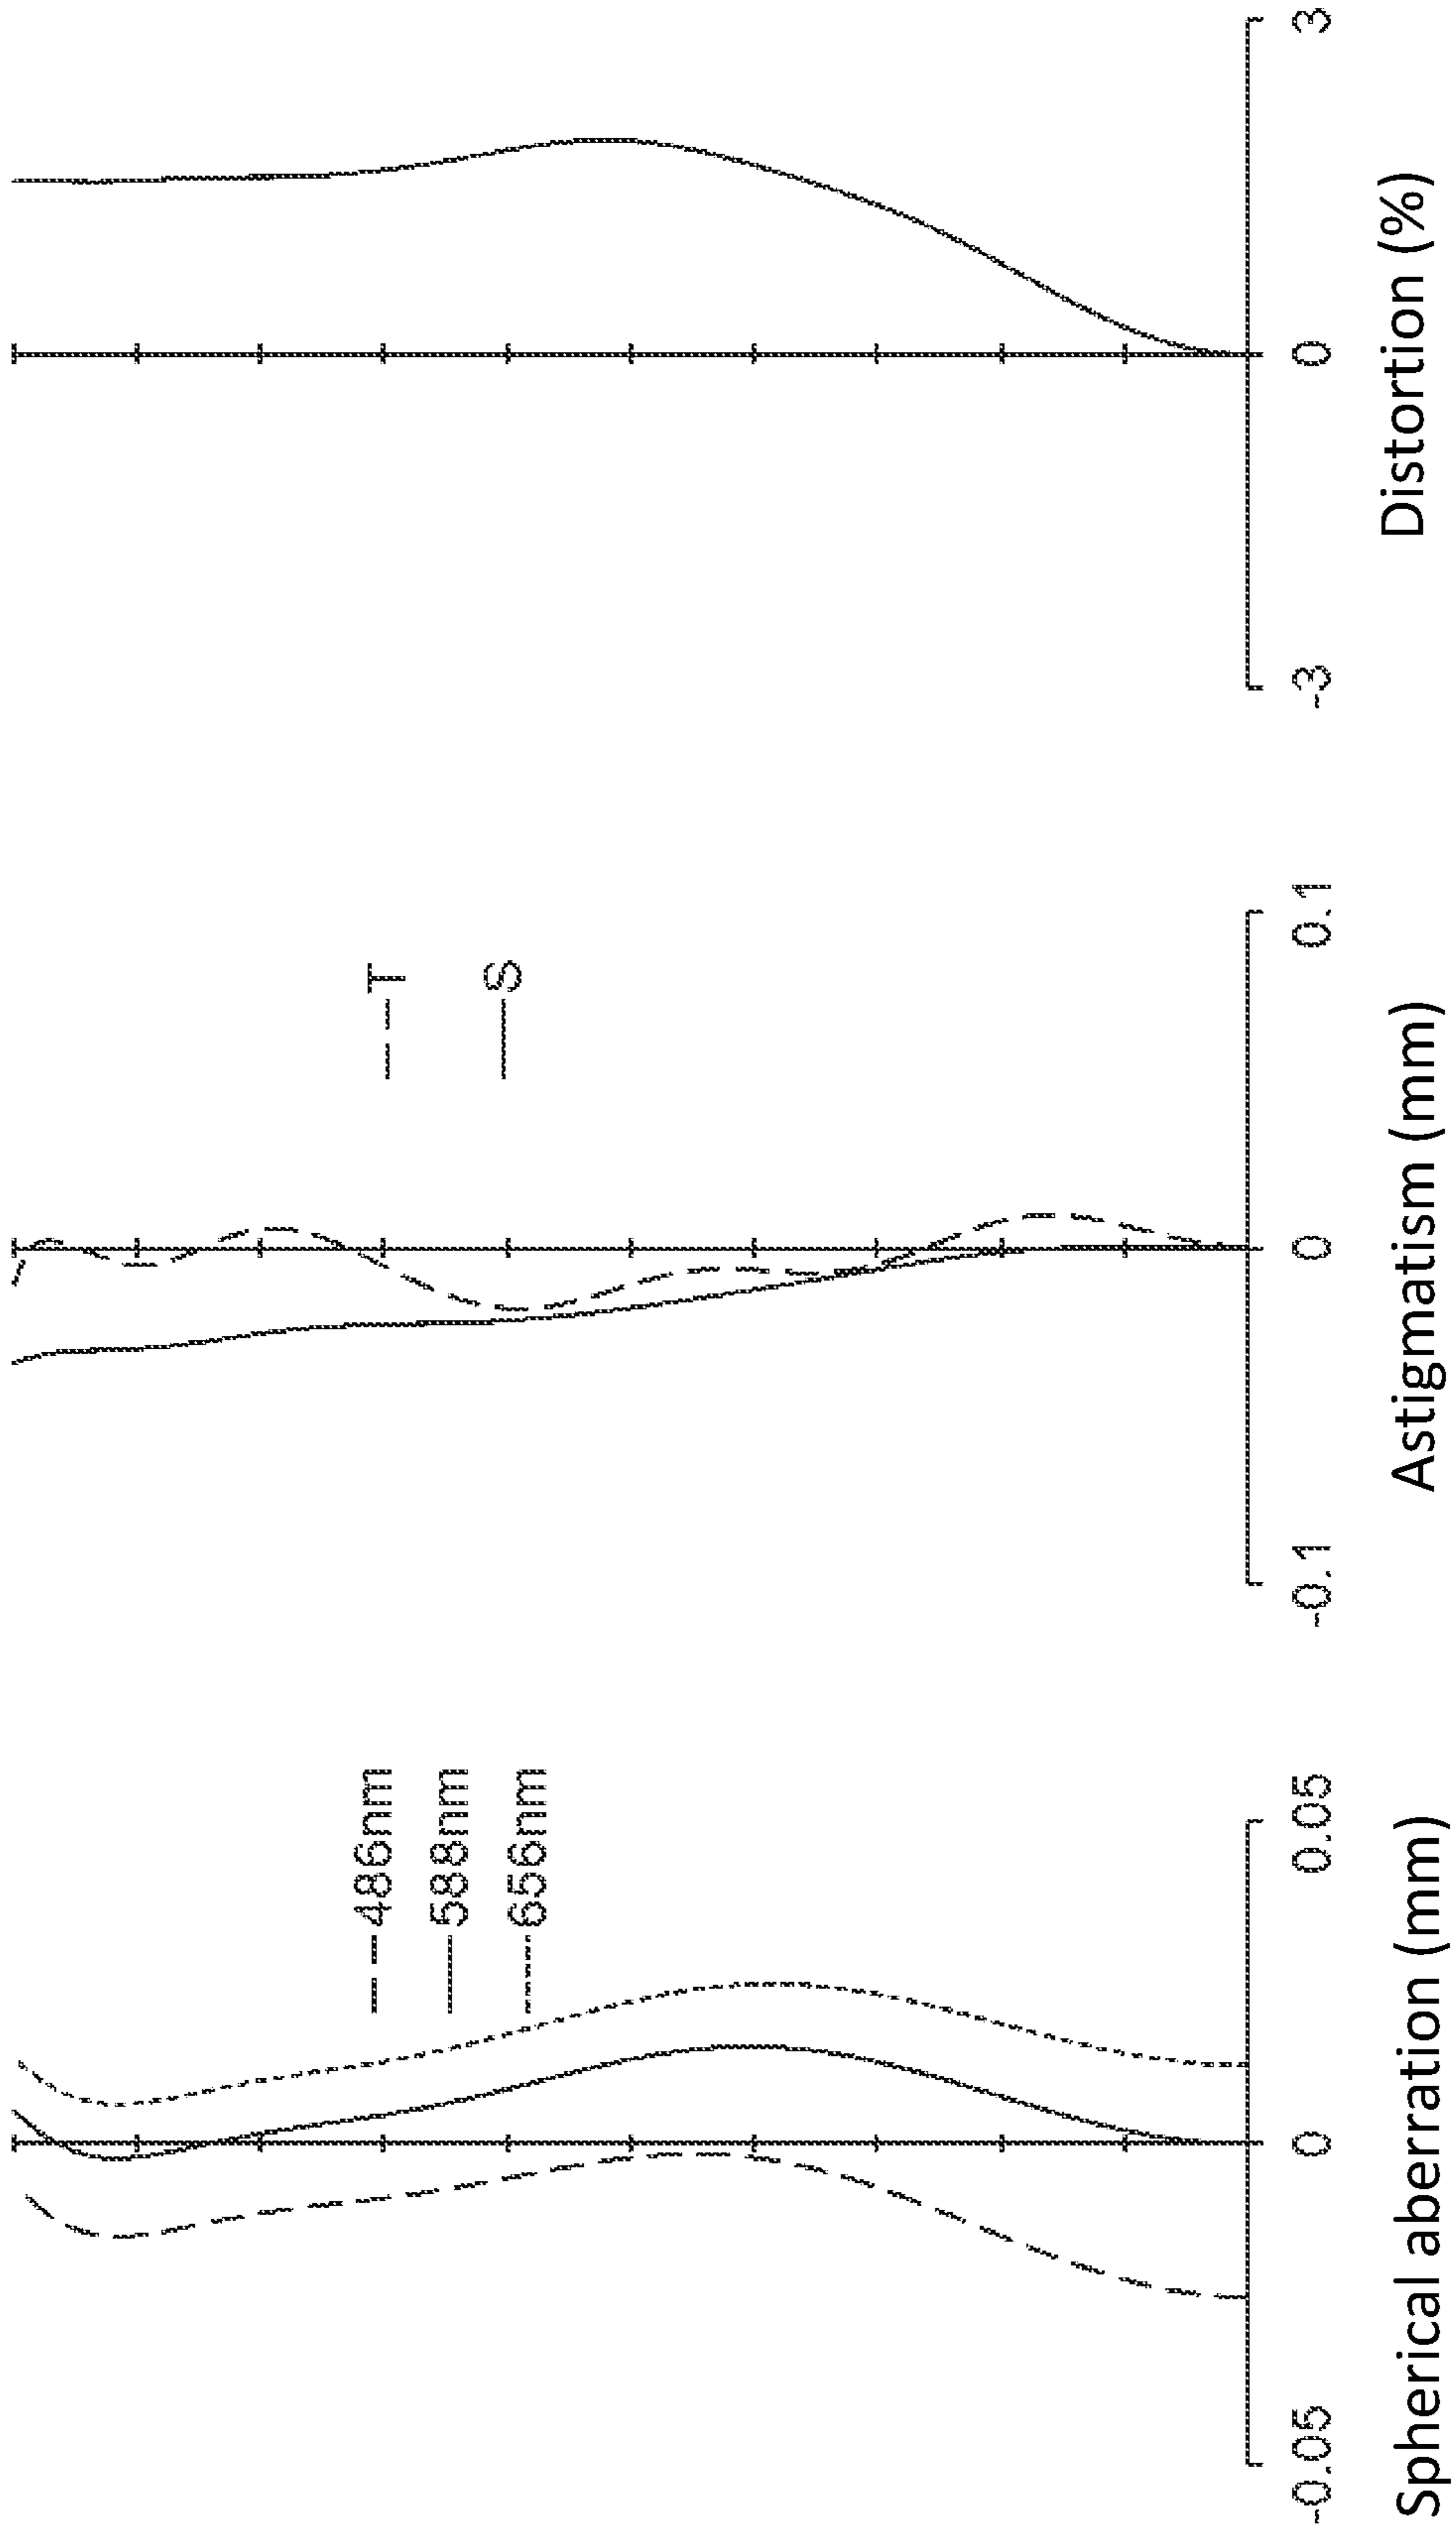 486nm
588nm
656nm
-0.05
0
0.05
Spherical aberration (mm)
T
S
-0.1
0
0.1
Astigmatism (mm)
-3
0
3
Distortion (%)